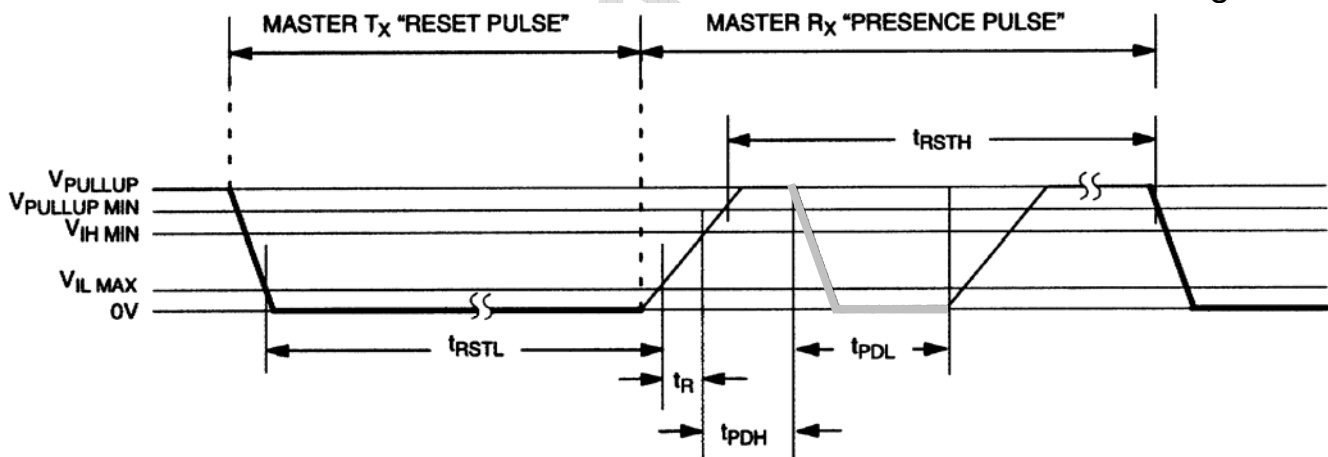 MASTER TX "RESET PULSE"
MASTER RX "PRESENCE PULSE"
tRSTH
VPULLUP
VPULLUP MIN
VIH MIN
VIL MAX
0V
tRSTL
tPDL
tR
tPDH